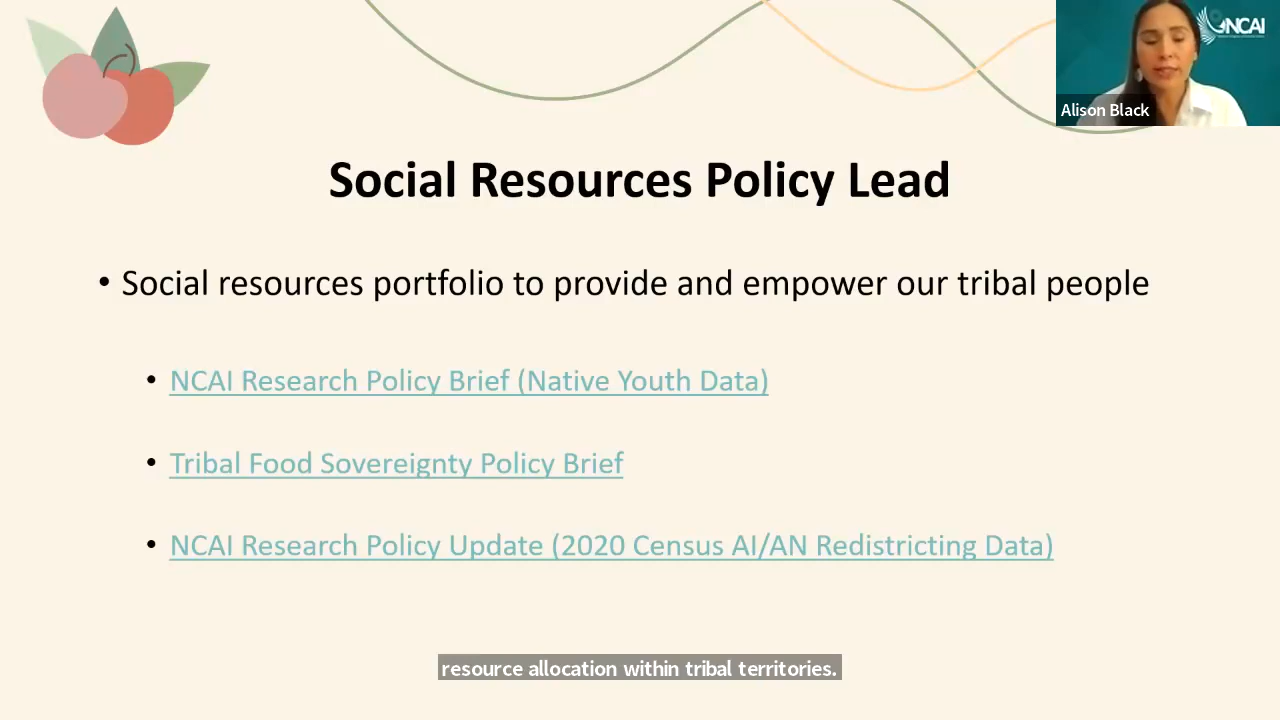 NCAI
Alison Black
Social Resources Policy Lead
• Social resources portfolio to provide and empower our tribal people
• NCAI Research Policy Brief (Native Youth Data)
• Tribal Food Sovereignty Policy Brief
• NCAI Research Policy Update (2020 Census AI/AN Redistricting Data)
resource allocation within tribal territories.